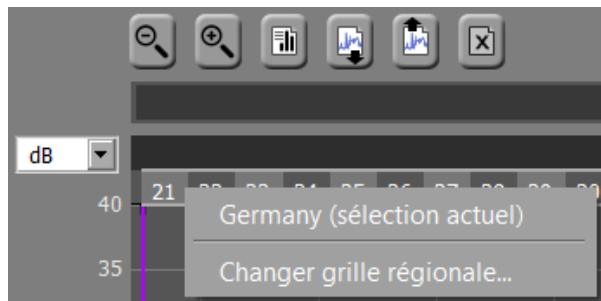 dB
21
Germany (sélection actuel)
40
Changer grille régionale...
35